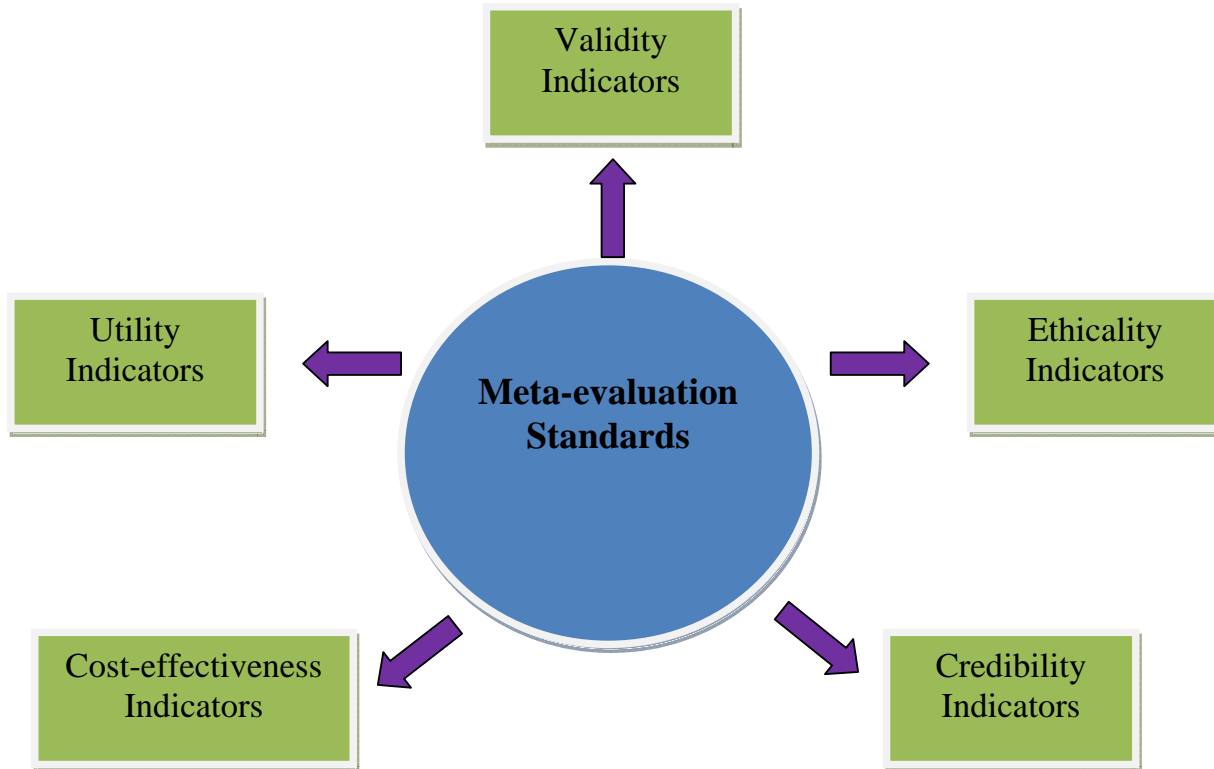 Validity
Indicators
Utility
Indicators
Ethicality
Indicators
Meta-evaluation
Standards
Cost-effectiveness
Indicators
Credibility
Indicators